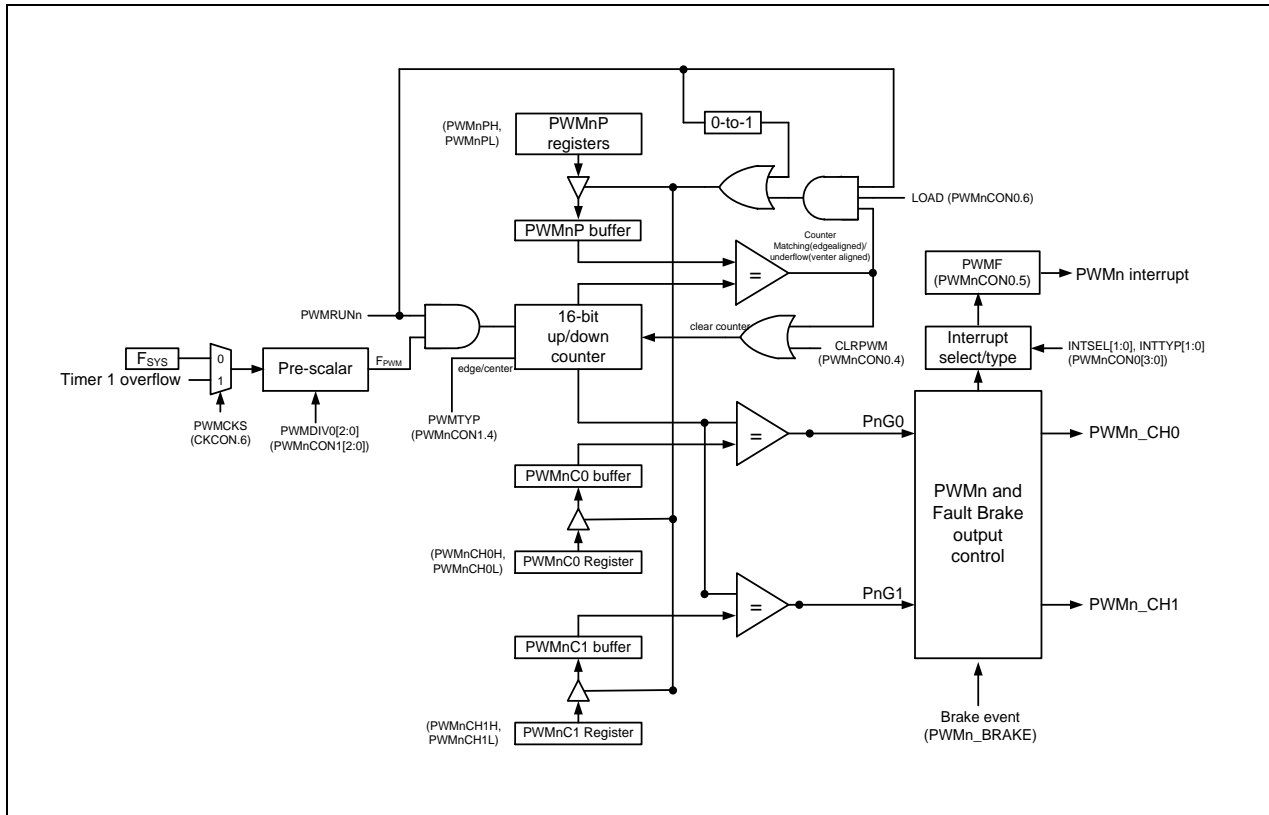 0-to-1
(PWMnPH,
PWMnPL)
PWMnP
registers
LOAD (PWMnCON0.6)
PWMnP buffer
Counter
Matching(edgealigned)/
underflow(venter aligned)
=
PWMF
(PWMnCON0.5)
PWMn interrupt
PWMRUNn
16-bit
up/down
counter
clear counter
CLRPWM
(PWMnCON0.4)
Interrupt
select/type
INTSEL[1:0], INTTYP[1:0]
(PWMnCON0[3:0])
FSYS
0
Timer 1 overflow
1
Pre-scalar
FPWM
edge/center
PWMCKS
(CKCON.6)
PWMDIV0[2:0]
(PWMnCON1[2:0])
PWMTYP
(PWMnCON1.4)
=
PnG0
PWMn_CH0
PWMnC0 buffer
PWMn and
Fault Brake
output
control
(PWMnCH0H,
PWMnCH0L)
PWMnC0 Register
=
PnG1
PWMn_CH1
PWMnC1 buffer
(PWMnCH1H,
PWMnCH1L)
PWMnC1 Register
Brake event
(PWMn_BRAKE)